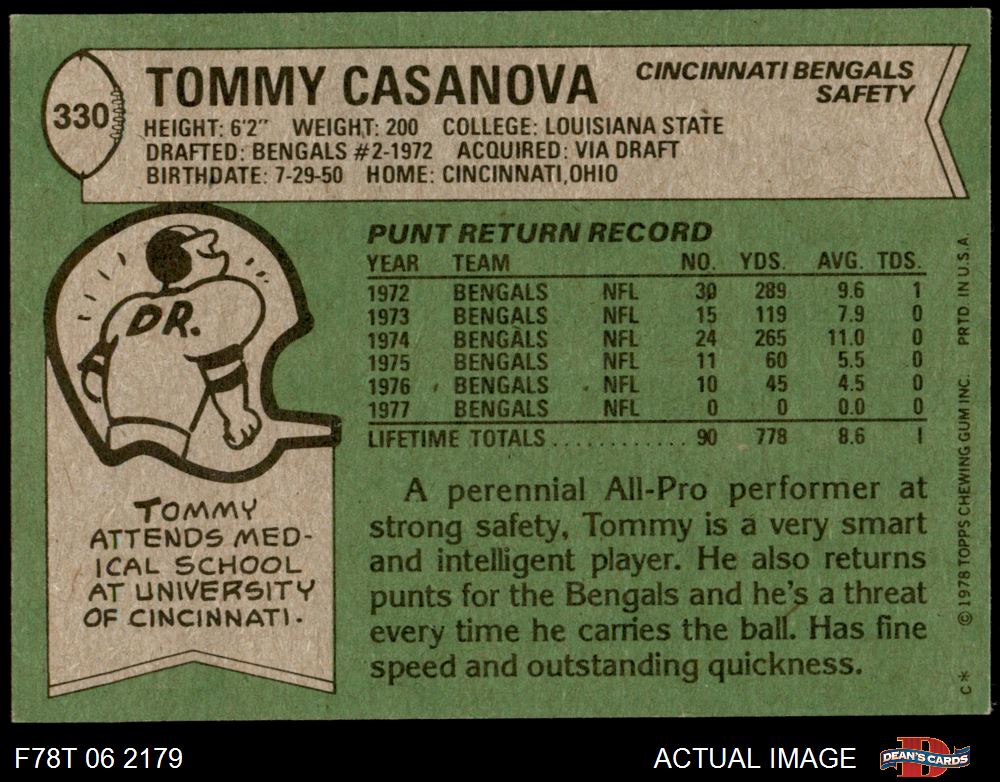 330
TOMMY CASANOVA
CINCINNATI BENGALS
SAFETY
HEIGHT: 6'2" WEIGHT: 200 COLLEGE: LOUISIANA STATE
DRAFTED: BENGALS #2-1972 ACQUIRED: VIA DRAFT
BIRTHDATE: 7-29-50 HOME: CINCINNATI, OHIO
DR.
TOMMY
ATTENDS MED-
ICAL SCHOOL
AT UNIVERSITY
OF CINCINNATI.
PUNT RETURN RECORD
YEAR TEAM NO. YDS. AVG. TDS.
1972 BENGALS NFL 30 289 9.6 1
1973 BENGALS NFL 15 119 7.9 0
1974 BENGALS NFL 24 265 11.0 0
1975 BENGALS NFL 11 60 5.5 0
1976 BENGALS NFL 10 45 4.5 0
1977 BENGALS NFL 0 0 0.0 0
LIFETIME TOTALS............ 90 778 8.6 1
A perennial All-Pro performer at
strong safety, Tommy is a very smart
and intelligent player. He also returns
punts for the Bengals and he's a threat
every time he carries the ball. Has fine
speed and outstanding quickness.
C* © 1978 TOPPS CHEWING GUM INC. PRTD. IN U.S.A.
F78T 06 2179
ACTUAL IMAGE
DEAN'S CARDS